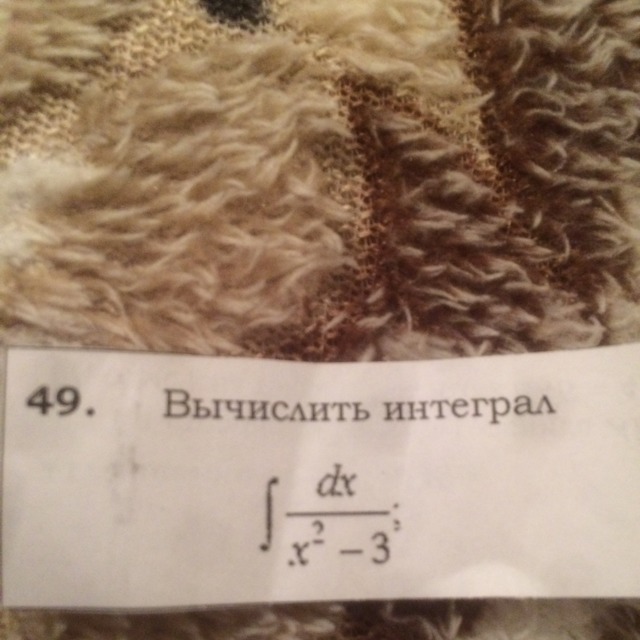 49. Вычислить интеграл
∫ dx / (x² − 3);